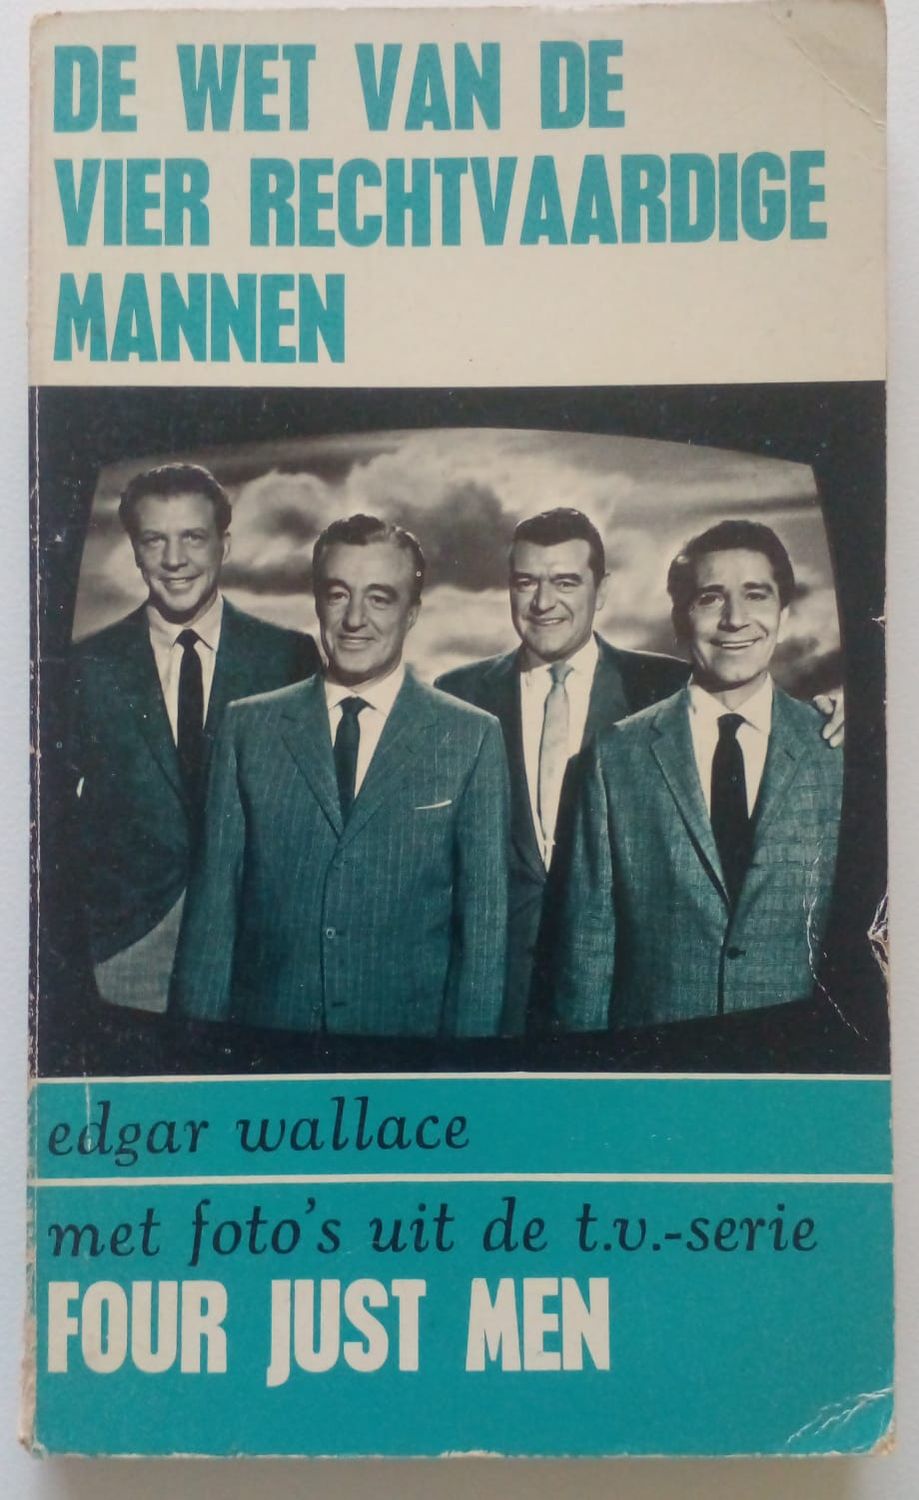 DE WET VAN DE
VIER RECHTVAARDIGE
MANNEN
edgar wallace
met foto's uit de t.v.-serie
FOUR JUST MEN